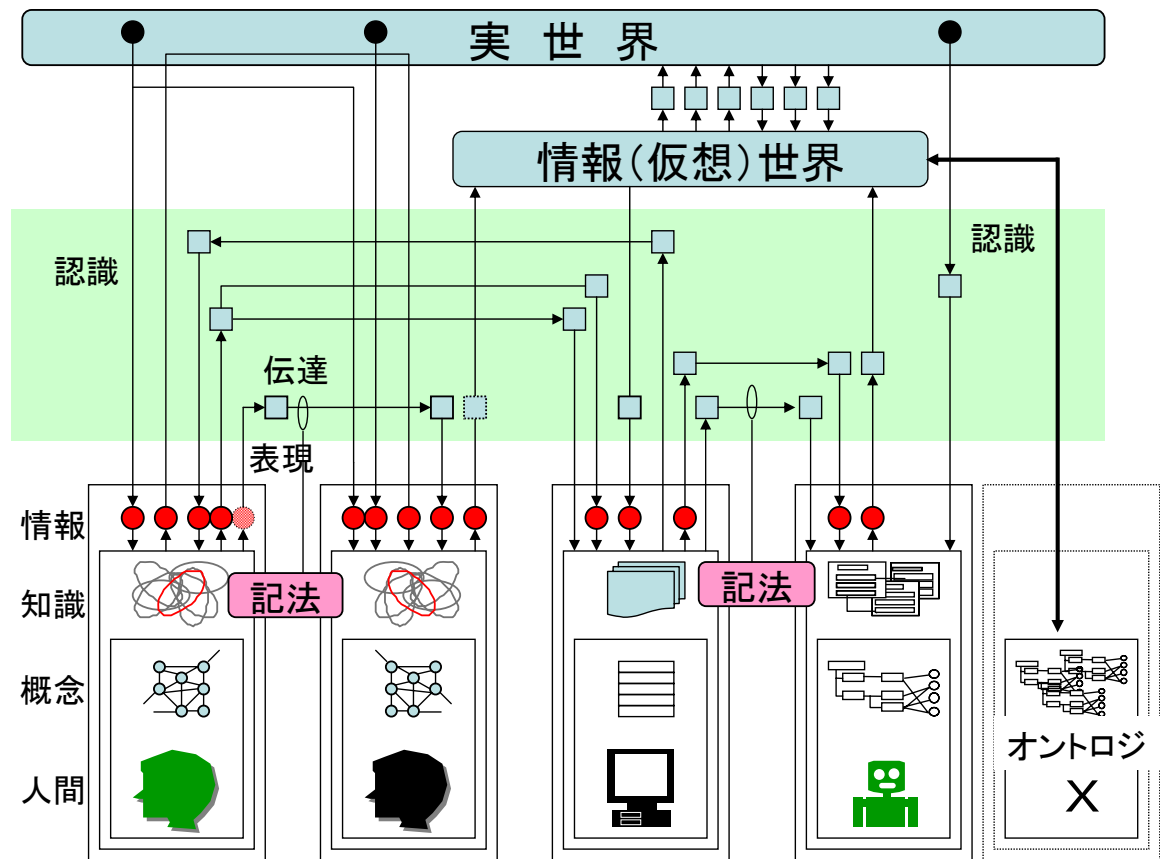 実 世 界
情報(仮想)世界
認識
認識
伝達
表現
情報
知識
記法
記法
概念
オントロジ
X
人間